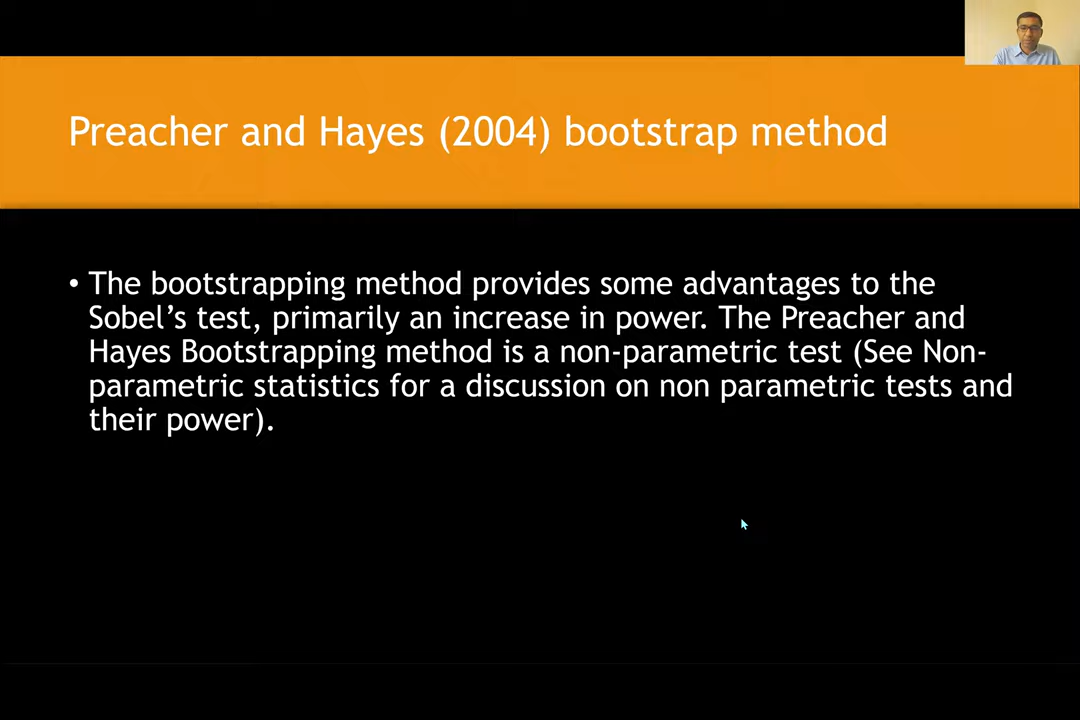 Preacher and Hayes (2004) bootstrap method
• The bootstrapping method provides some advantages to the
Sobel’s test, primarily an increase in power. The Preacher and
Hayes Bootstrapping method is a non-parametric test (See Non-
parametric statistics for a discussion on non parametric tests and
their power).